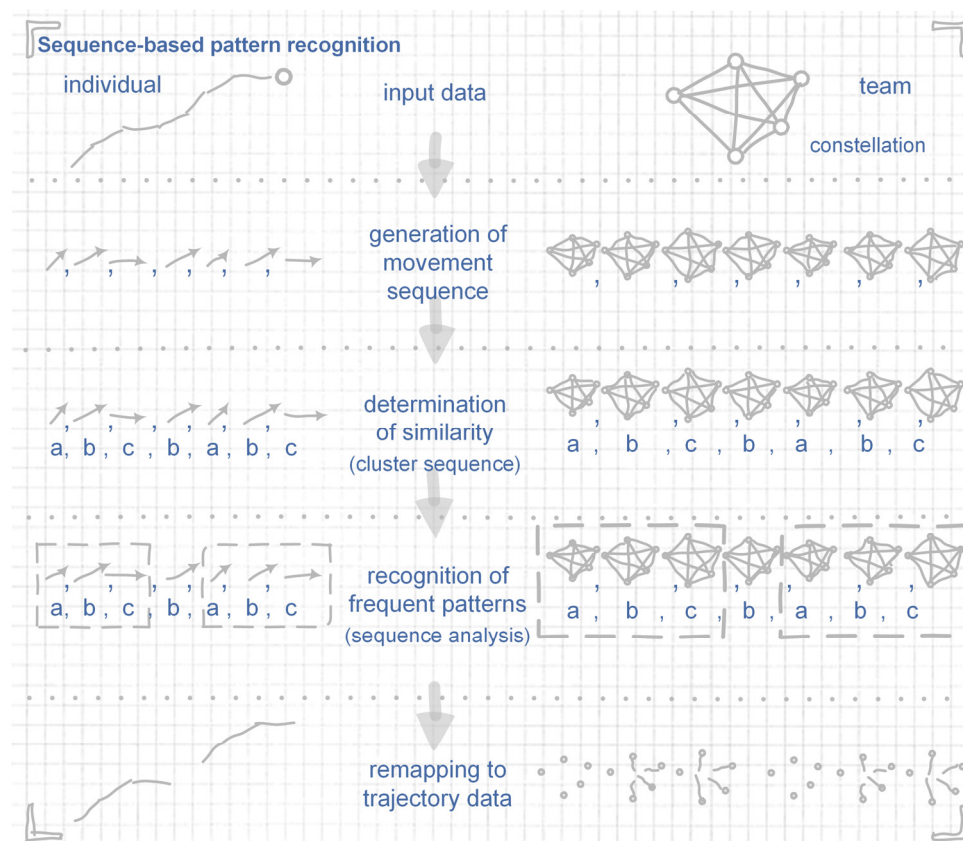 Sequence-based pattern recognition
individual
input data
team
constellation
generation of
movement
sequence
, , , , , ,
, , , , , ,
determination
of similarity
(cluster sequence)
, , , , , ,
a, b, c , b, a, b, c
, , , , , ,
a , b , c , b , a , b , c
recognition of
frequent patterns
(sequence analysis)
, , , , , ,
a, b, c , b, a, b, c
, , , , , ,
a , b , c , b , a , b , c
remapping to
trajectory data